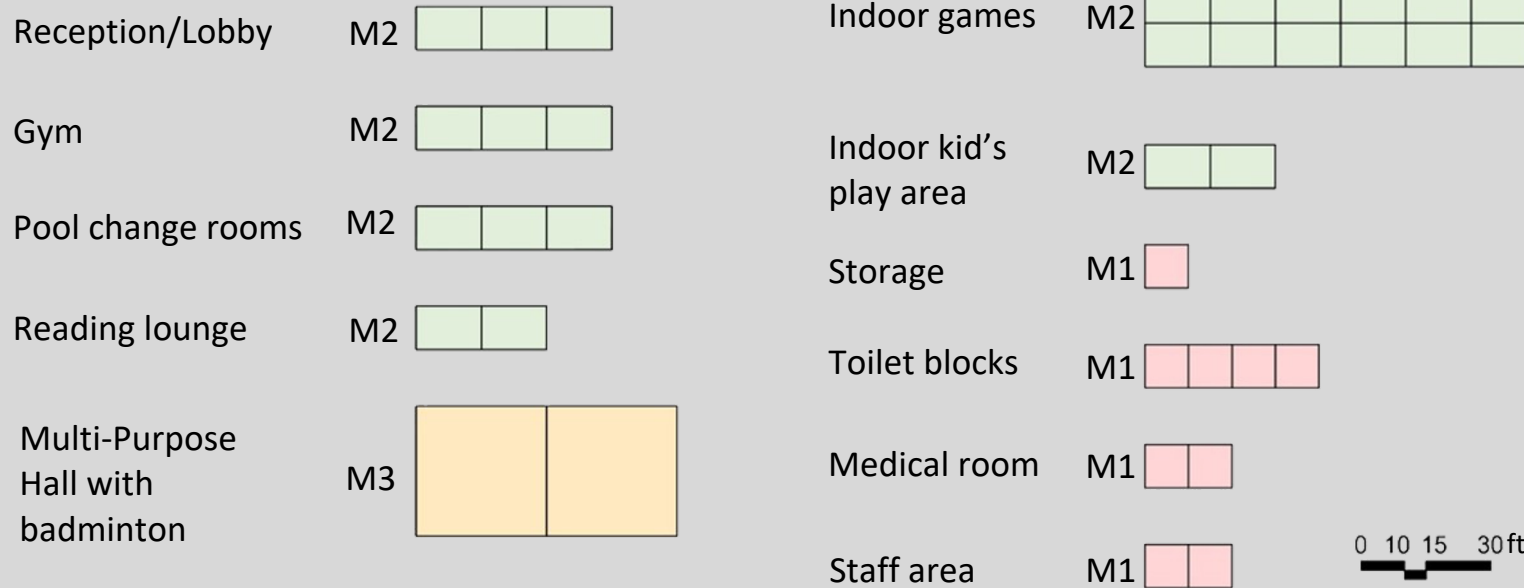 Reception/Lobby M2
Gym M2
Pool change rooms M2
Reading lounge M2
Multi-Purpose
Hall with
badminton
M3
Indoor games M2
Indoor kid’s
play area
M2
Storage M1
Toilet blocks M1
Medical room M1
Staff area M1
0 10 15 30 ft